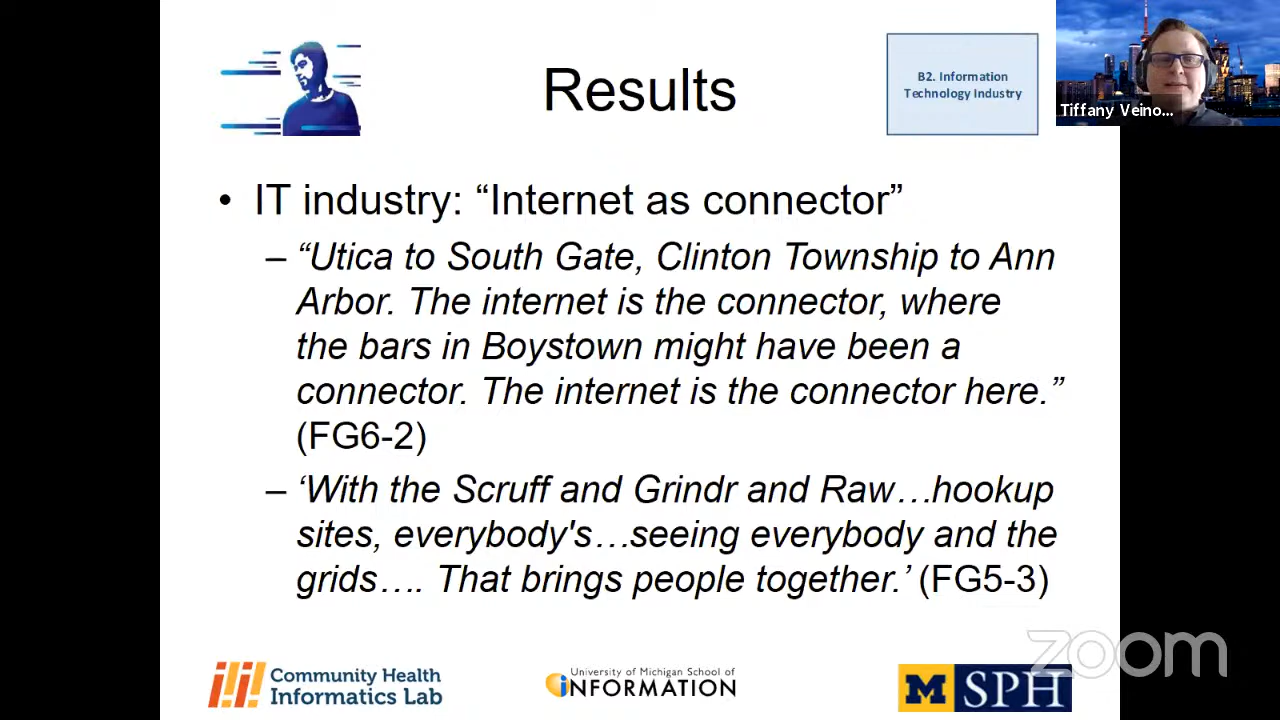 Results
B2. Information
Technology Industry
Tiffany Veino...
• IT industry: “Internet as connector”
– “Utica to South Gate, Clinton Township to Ann
Arbor. The internet is the connector, where
the bars in Boystown might have been a
connector. The internet is the connector here.”
(FG6-2)
– ‘With the Scruff and Grindr and Raw…hookup
sites, everybody's…seeing everybody and the
grids…. That brings people together.’ (FG5-3)
Community Health
Informatics Lab
University of Michigan School of
iNFORMATION
M SPH
zoom